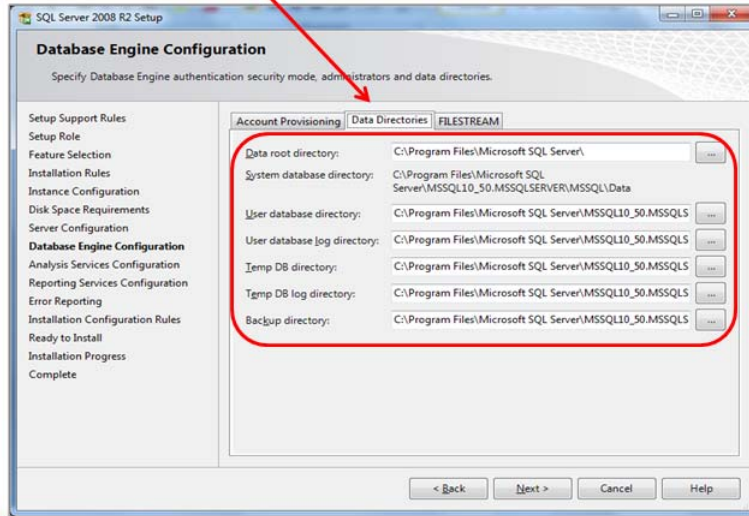 SQL Server 2008 R2 Setup
Database Engine Configuration
Specify Database Engine authentication security mode, administrators and data directories.
Setup Support Rules
Setup Role
Feature Selection
Installation Rules
Instance Configuration
Disk Space Requirements
Server Configuration
Database Engine Configuration
Analysis Services Configuration
Reporting Services Configuration
Error Reporting
Installation Configuration Rules
Ready to Install
Installation Progress
Complete
Account Provisioning Data Directories FILESTREAM
Data root directory: C:\Program Files\Microsoft SQL Server\ ...
System database directory: C:\Program Files\Microsoft SQL
Server\MSSQL10_50.MSSQLSERVER\MSSQL\Data
User database directory: C:\Program Files\Microsoft SQL Server\MSSQL10_50.MSSQLS ...
User database log directory: C:\Program Files\Microsoft SQL Server\MSSQL10_50.MSSQLS ...
Temp DB directory: C:\Program Files\Microsoft SQL Server\MSSQL10_50.MSSQLS ...
Temp DB log directory: C:\Program Files\Microsoft SQL Server\MSSQL10_50.MSSQLS ...
Backup directory: C:\Program Files\Microsoft SQL Server\MSSQL10_50.MSSQLS ...
< Back Next > Cancel Help